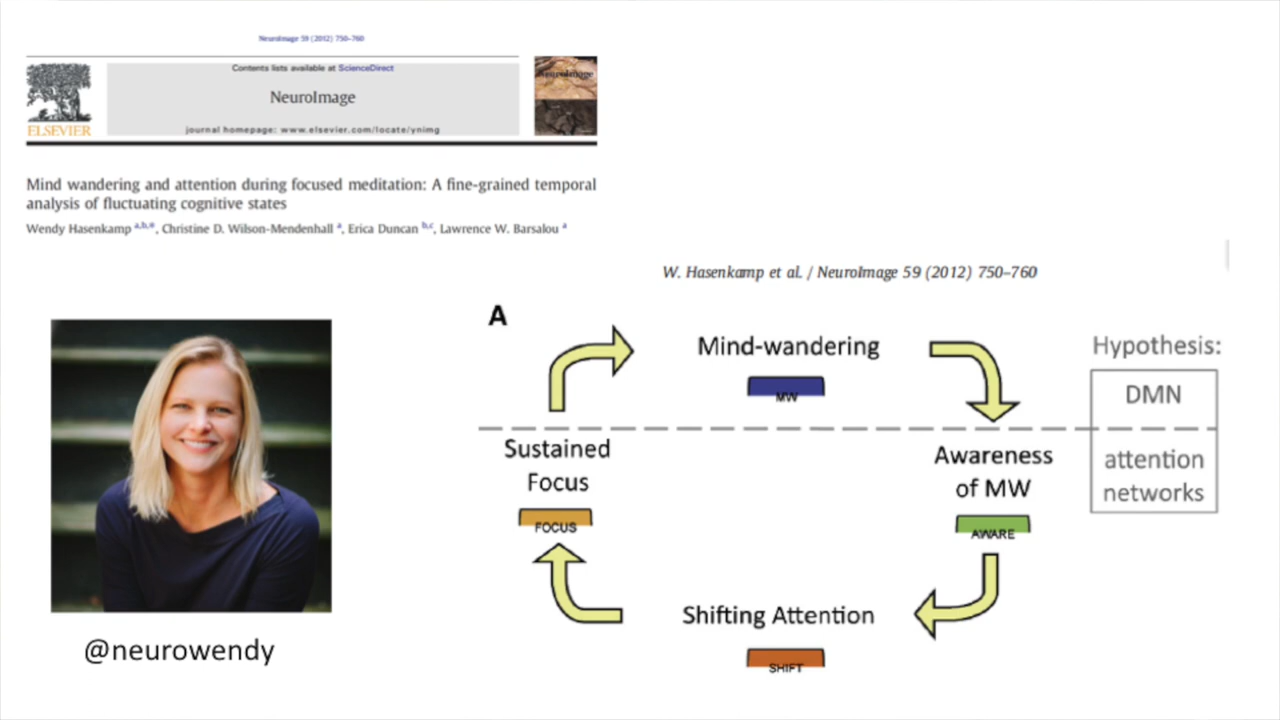 NeuroImage 59 (2012) 750–760
Contents lists available at ScienceDirect
NeuroImage
journal homepage: www.elsevier.com/locate/ynimg
ELSEVIER
NeuroImage
Mind wandering and attention during focused meditation: A fine-grained temporal
analysis of fluctuating cognitive states
Wendy Hasenkamp a,b,*, Christine D. Wilson-Mendenhall a, Erica Duncan b,c, Lawrence W. Barsalou a
W. Hasenkamp et al. / NeuroImage 59 (2012) 750–760
A
Mind-wandering
MW
Hypothesis:
DMN
attention
networks
Sustained
Focus
FOCUS
Awareness
of MW
AWARE
Shifting Attention
SHIFT
@neurowendy